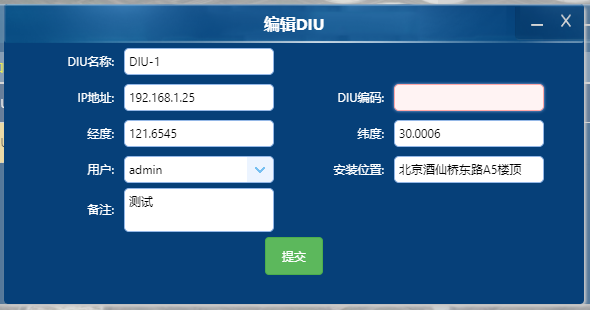 编辑DIU
DIU名称: DIU-1
IP地址: 192.168.1.25 DIU编码:
经度: 121.6545 纬度: 30.0006
用户: admin 安装位置: 北京酒仙桥东路A5楼顶
备注: 测试
提交